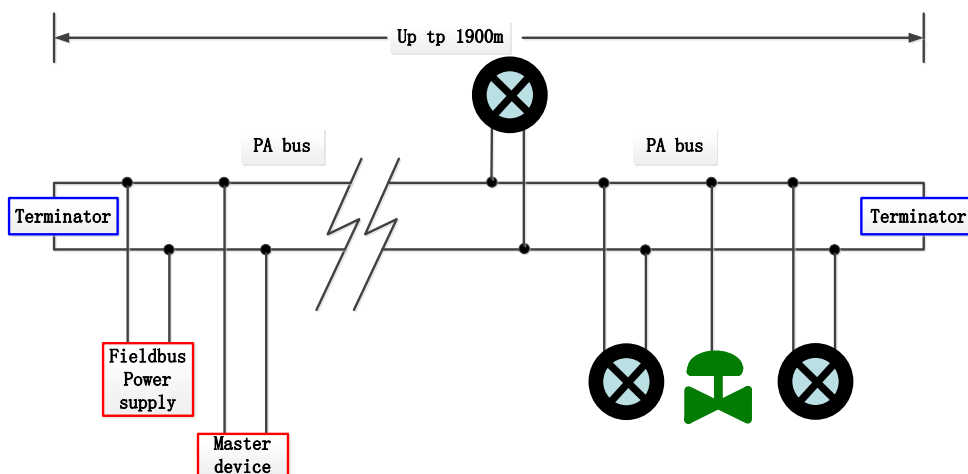 Up tp 1900m
PA bus
PA bus
Terminator
Terminator
Fieldbus
Power
supply
Master
device